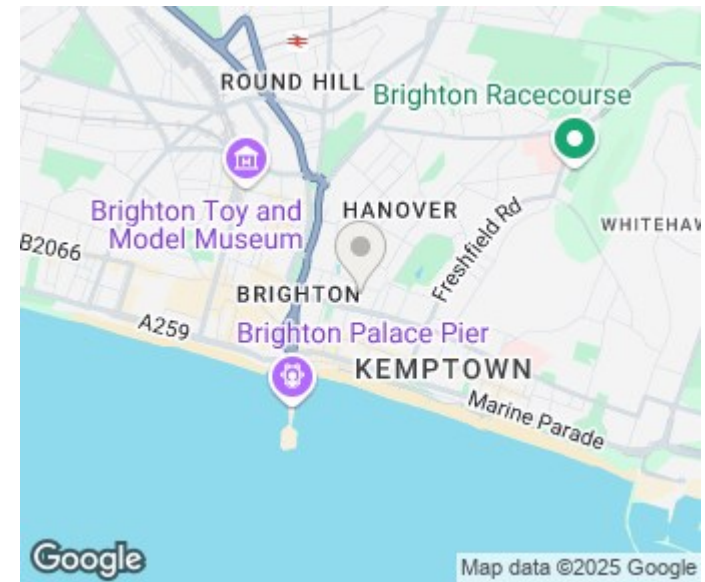 ROUND HILL
Brighton Racecourse
Brighton Toy and
Model Museum
HANOVER
WHITEHAW
Freshfield Rd
B2066
BRIGHTON
A259
Brighton Palace Pier
KEMPTOWN
Marine Parade
Google
Map data ©2025 Google